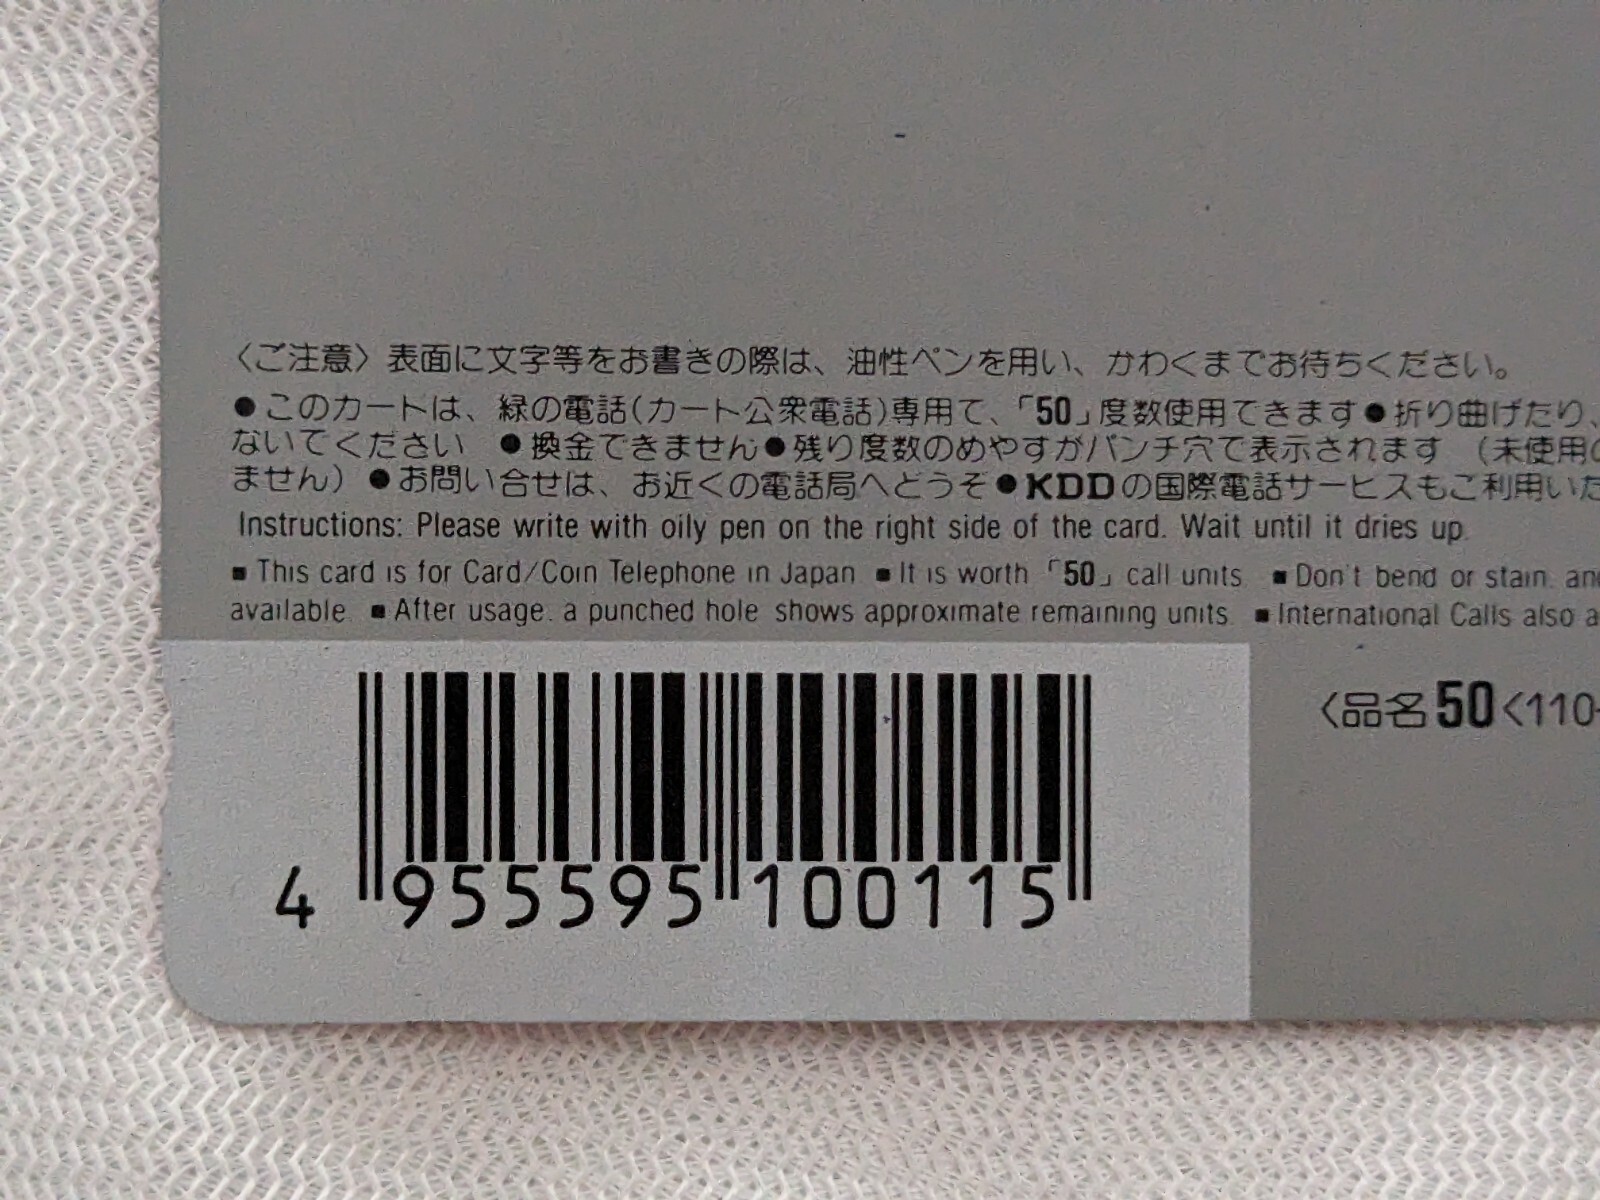 〈ご注意〉表面に文字等をお書きの際は、油性ペンを用い、かわくまでお待ちください。
●このカードは、緑の電話(カード公衆電話)専用で、「50」度数使用できます●折り曲げたり、
ないでください ●換金できません●残り度数のめやすがパンチ穴で表示されます (未使用の
ません)●お問い合せは、お近くの電話局へどうぞ●KDDの国際電話サービスもご利用いた
Instructions: Please write with oily pen on the right side of the card. Wait until it dries up.
■This card is for Card/Coin Telephone in Japan ■It is worth「50」call units. ■Don't bend or stain.
available. ■After usage. a punched hole shows approximate remaining units. ■International Calls also
〈品名50<110
4 955595 100115